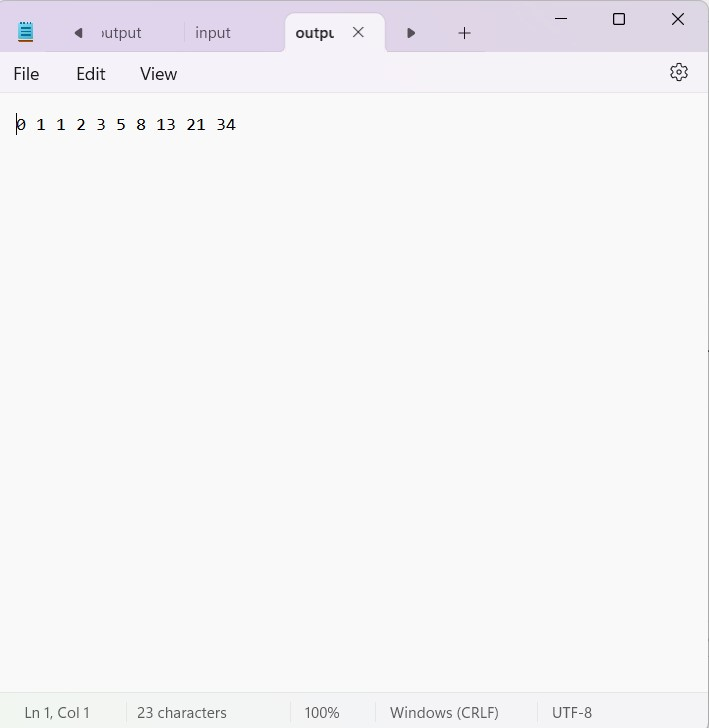 output
input
outpu
File Edit View
0 1 1 2 3 5 8 13 21 34
Ln 1, Col 1 23 characters 100% Windows (CRLF) UTF-8